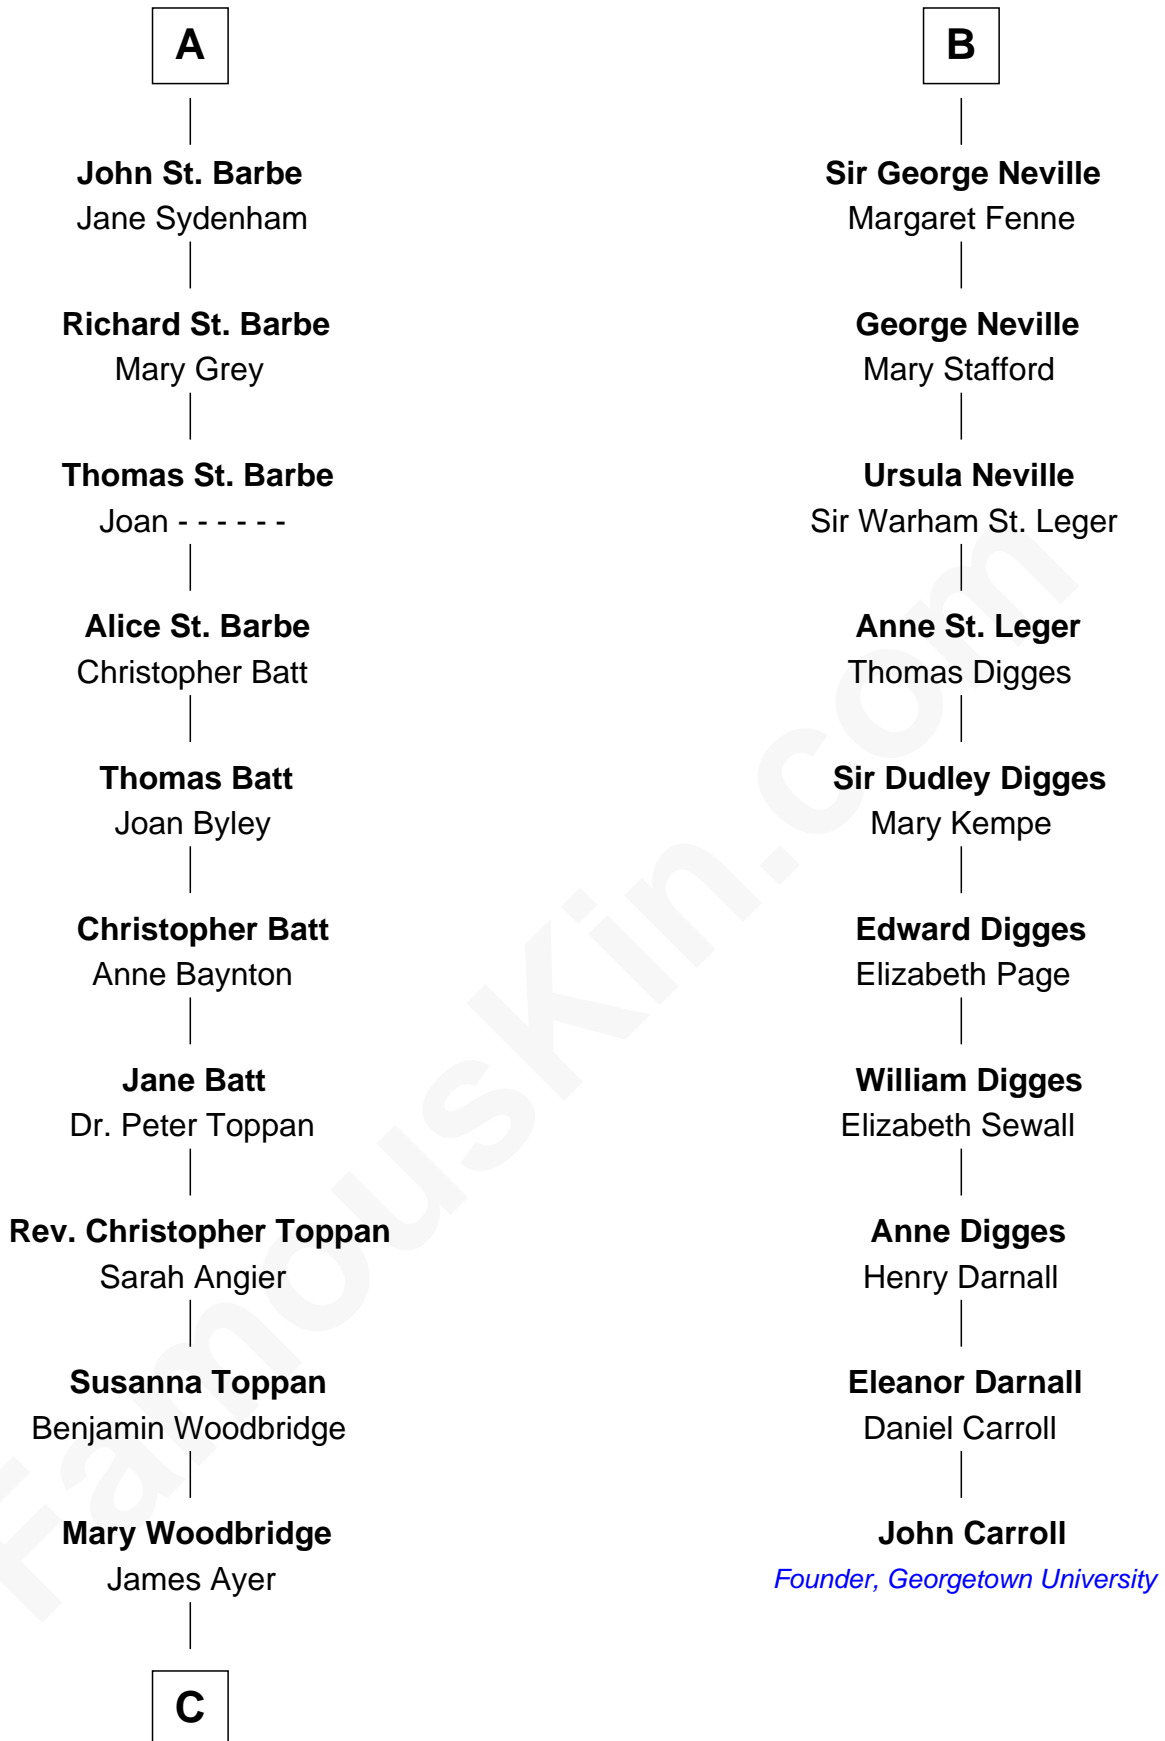 A
John St. Barbe
Jane Sydenham
Richard St. Barbe
Mary Grey
Thomas St. Barbe
Joan - - - - - -
Alice St. Barbe
Christopher Batt
Thomas Batt
Joan Byley
Christopher Batt
Anne Baynton
Jane Batt
Dr. Peter Toppan
Rev. Christopher Toppan
Sarah Angier
Susanna Toppan
Benjamin Woodbridge
Mary Woodbridge
James Ayer
C
B
Sir George Neville
Margaret Fenne
George Neville
Mary Stafford
Ursula Neville
Sir Warham St. Leger
Anne St. Leger
Thomas Digges
Sir Dudley Digges
Mary Kempe
Edward Digges
Elizabeth Page
William Digges
Elizabeth Sewall
Anne Digges
Henry Darnall
Eleanor Darnall
Daniel Carroll
John Carroll
Founder, Georgetown University
FamousKin.com